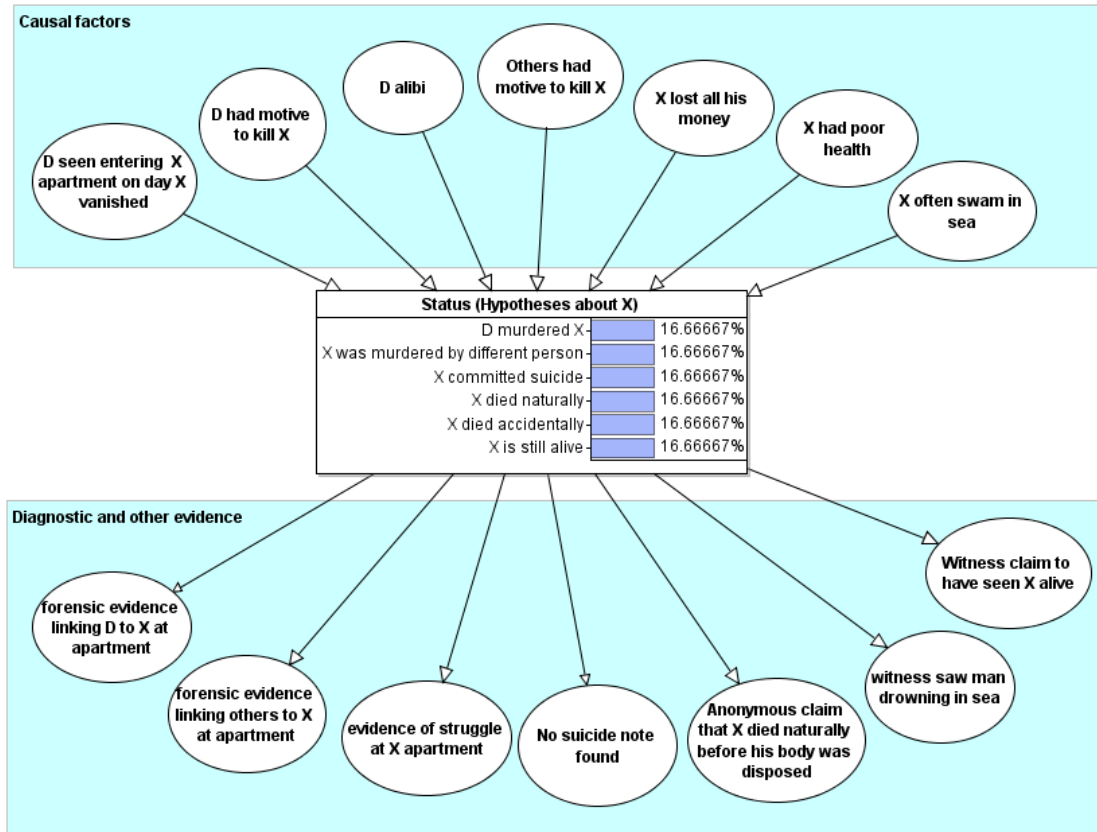 Causal factors
D seen entering X
apartment on day X
vanished
D had motive
to kill X
D alibi
Others had
motive to kill X
X lost all his
money
X had poor
health
X often swam in
sea
Status (Hypotheses about X)
D murdered X 16.66667%
X was murdered by different person 16.66667%
X committed suicide 16.66667%
X died naturally 16.66667%
X died accidentally 16.66667%
X is still alive 16.66667%
Diagnostic and other evidence
forensic evidence
linking D to X at
apartment
forensic evidence
linking others to X
at apartment
evidence of struggle
at X apartment
No suicide note
found
Anonymous claim
that X died naturally
before his body was
disposed
witness saw man
drowning in sea
Witness claim to
have seen X alive